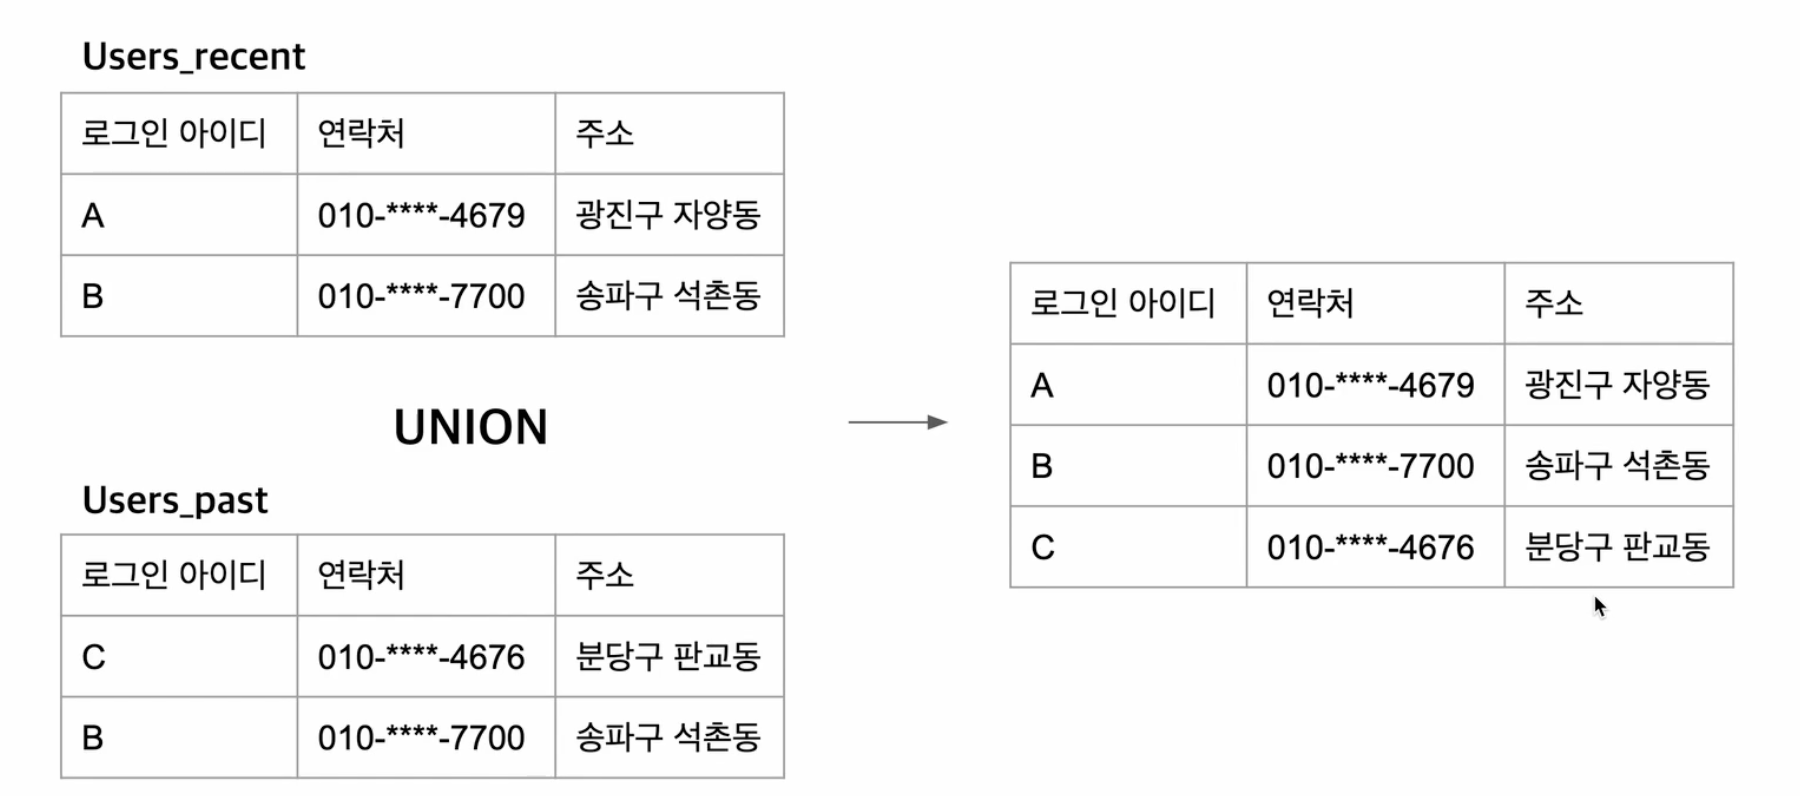 Users_recent
로그인 아이디 연락처 주소
A 010-****-4679 광진구 자양동
B 010-****-7700 송파구 석촌동
UNION
Users_past
로그인 아이디 연락처 주소
C 010-****-4676 분당구 판교동
B 010-****-7700 송파구 석촌동
로그인 아이디 연락처 주소
A 010-****-4679 광진구 자양동
B 010-****-7700 송파구 석촌동
C 010-****-4676 분당구 판교동